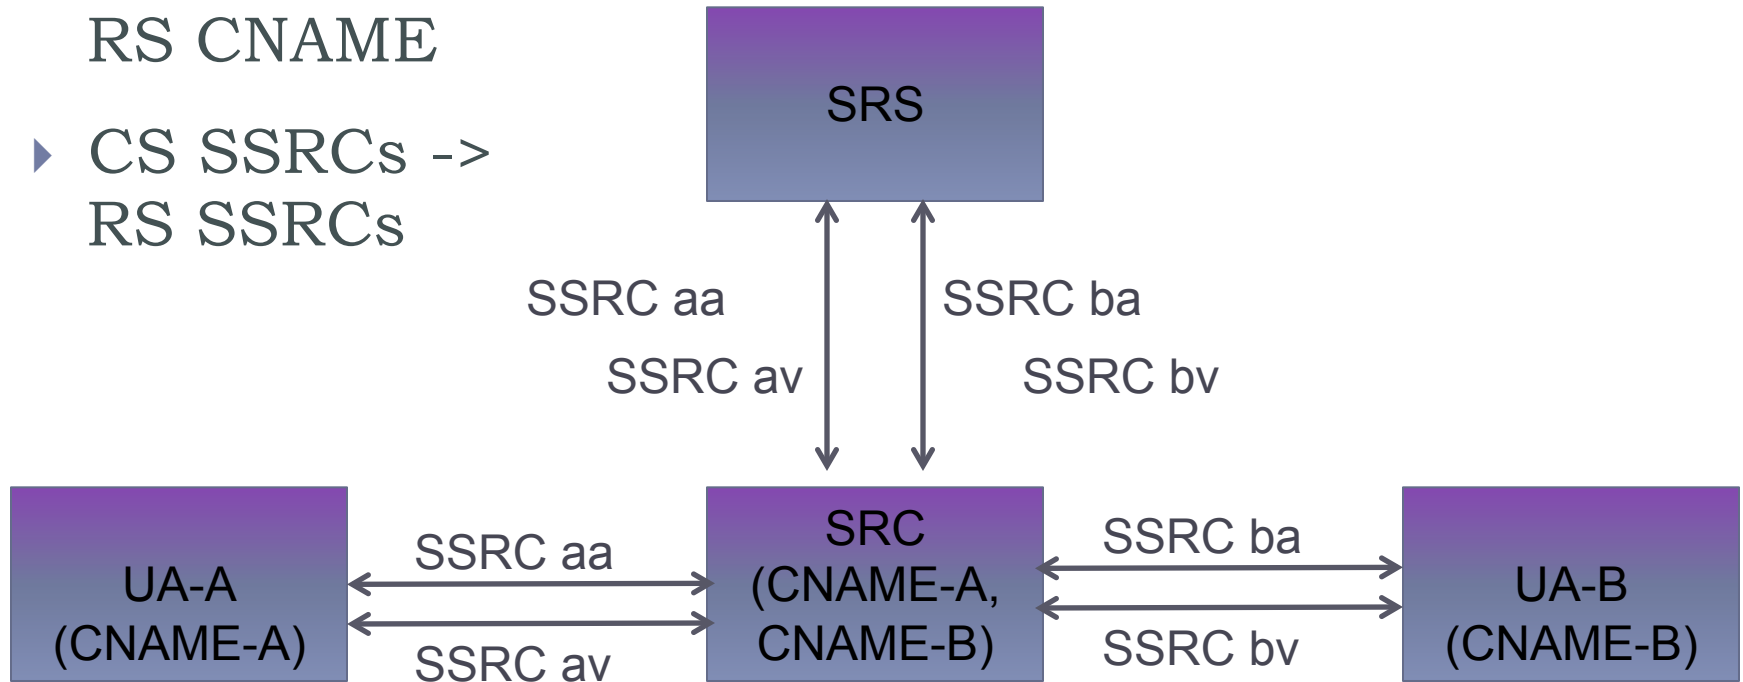 RS CNAME
CS SSRCs ->
RS SSRCs
SRS
SSRC aa
SSRC ba
SSRC av
SSRC bv
UA-A
(CNAME-A)
SSRC aa
SSRC av
SRC
(CNAME-A,
CNAME-B)
SSRC ba
SSRC bv
UA-B
(CNAME-B)